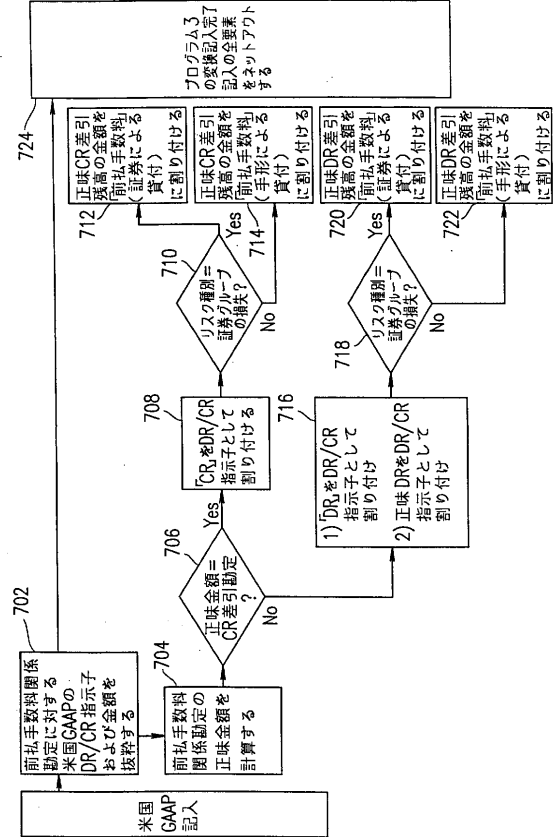 米国
GAAP
記入
702
前払手数料関係
勘定に対する
米国GAAPの
DR/CR指示子
および金額を
抜粋する
704
前払手数料
関係勘定の
正味金額を
計算する
706
正味金額=
CR差引勘定
?
Yes
No
708
「CR」をDR/CR
指示子として
割り付ける
710
リスク種別=
証券グループ
の損失?
Yes
No
712
正味CR差引
残高の金額を
「前払手数料」
(証券による
貸付)
に割り付ける
714
正味CR差引
残高の金額を
「前払手数料」
(手形による
貸付)
に割り付ける
716
1)「DR」をDR/CR
指示子として
割り付け
2)正味DRをDR/CR
指示子として
割り付け
718
リスク種別=
証券グループ
の損失?
Yes
No
720
正味DR差引
残高の金額を
「前払手数料」
(証券による
貸付)
に割り付ける
722
正味DR差引
残高の金額を
「前払手数料」
(手形による
貸付)
に割り付ける
724
プログラム3
の変換記入完了
記入の全要素
をネットアウト
する